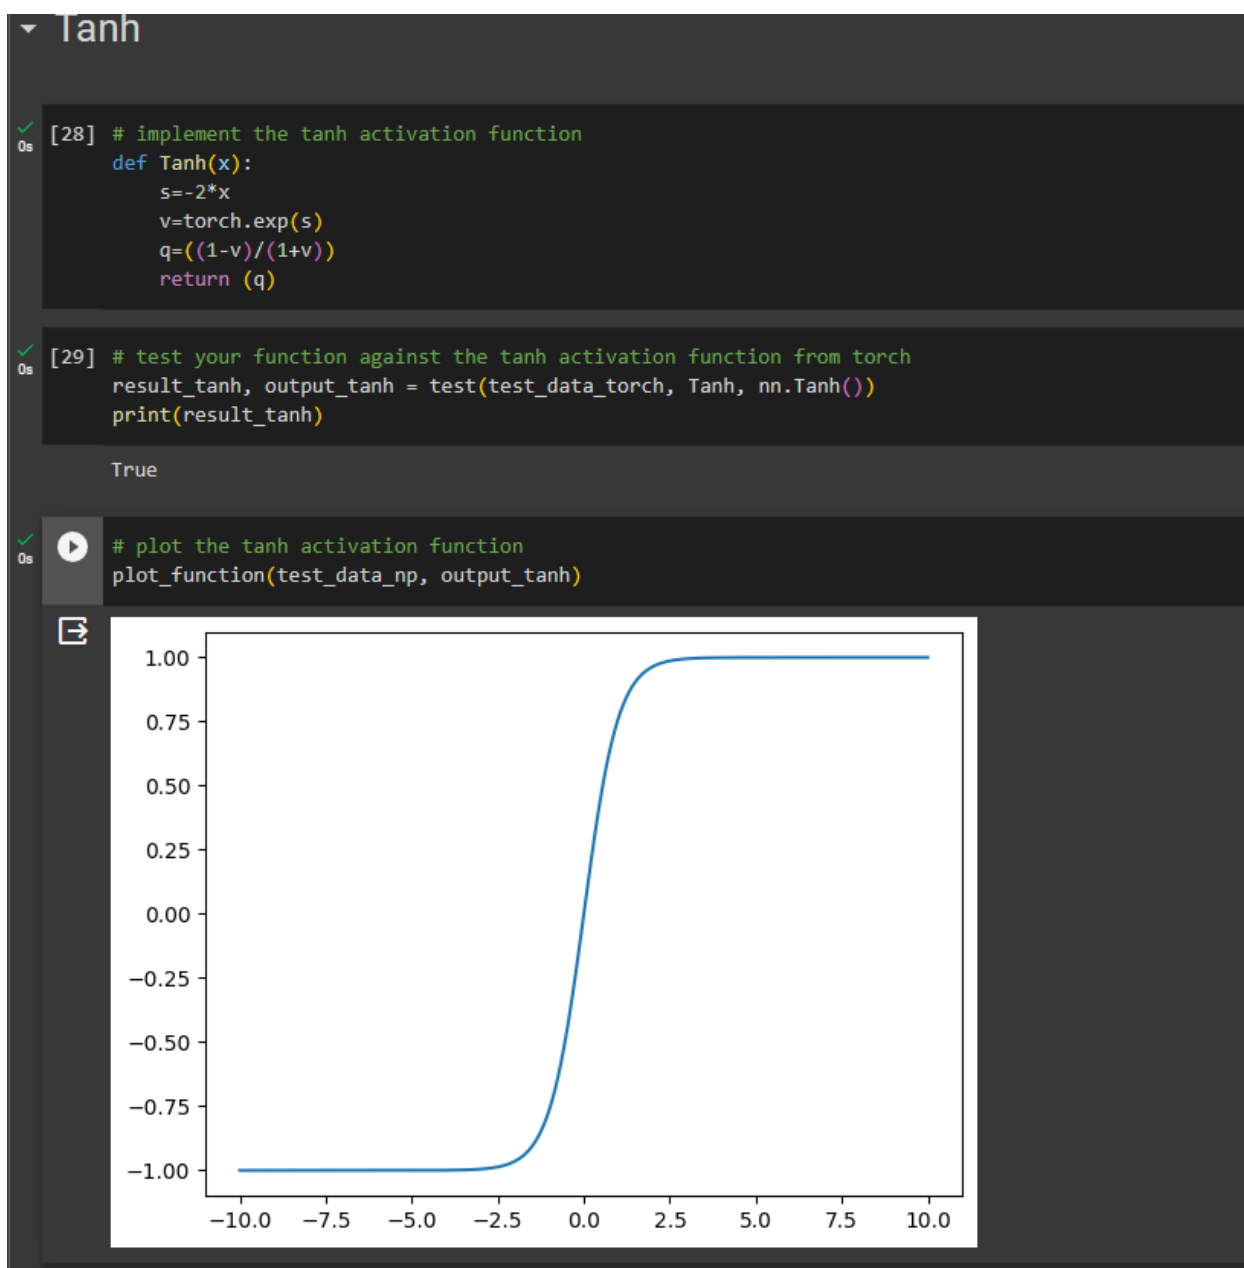 Tanh
[28] # implement the tanh activation function
0s
def Tanh(x):
    s=-2*x
    v=torch.exp(s)
    q=((1-v)/(1+v))
    return (q)
[29] # test your function against the tanh activation function from torch
0s
result_tanh, output_tanh = test(test_data_torch, Tanh, nn.Tanh())
print(result_tanh)
True
# plot the tanh activation function
0s
plot_function(test_data_np, output_tanh)
1.00
0.75
0.50
0.25
0.00
−0.25
−0.50
−0.75
−1.00
−10.0 −7.5 −5.0 −2.5 0.0 2.5 5.0 7.5 10.0